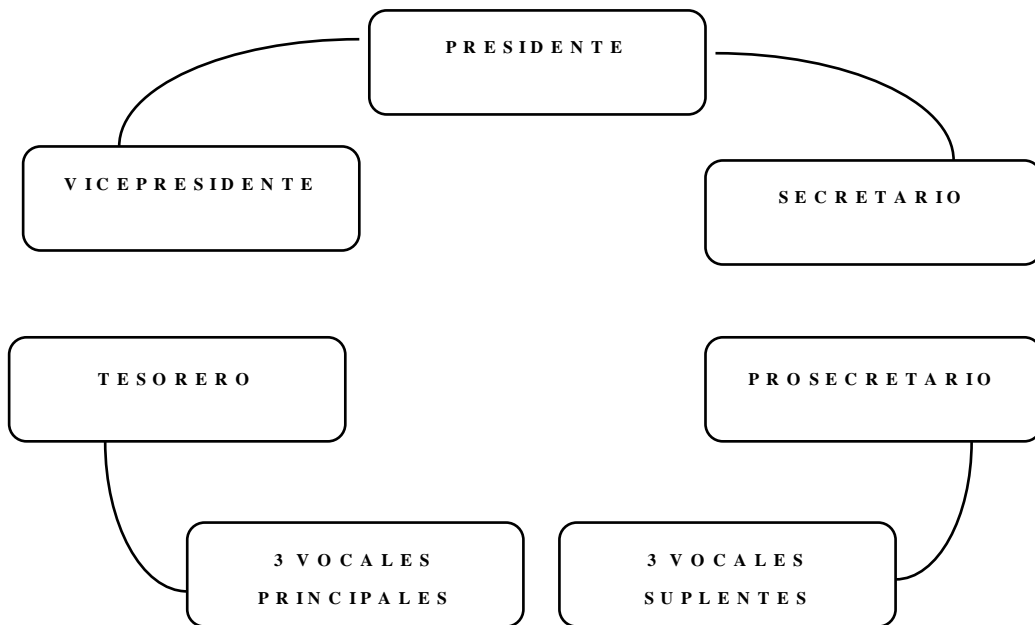 PRESIDENTE
VICEPRESIDENTE
SECRETARIO
TESORERO
PROSECRETARIO
3 VOCALES
PRINCIPALES
3 VOCALES
SUPLENTES